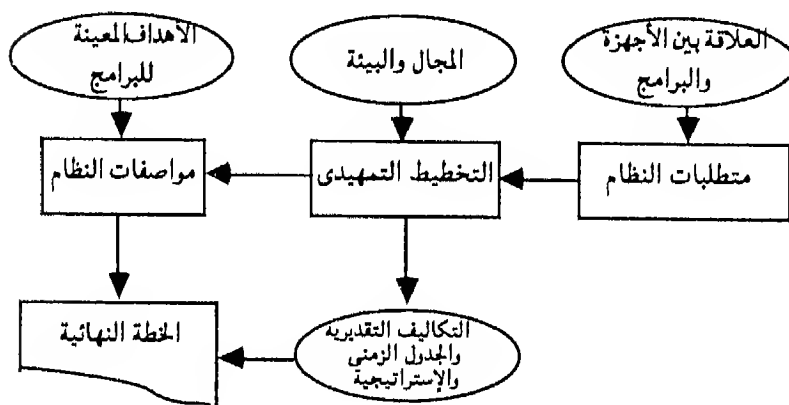 العلاقة بين الأجهزة
والبرامج
المجال والبيئة
الأهداف المعينة
للبرامج
متطلبات النظام
التخطيط التمهيدى
مواصفات النظام
التكاليف التقديرية
والجدول الزمنى
والإستراتيجية
الخطة النهائية